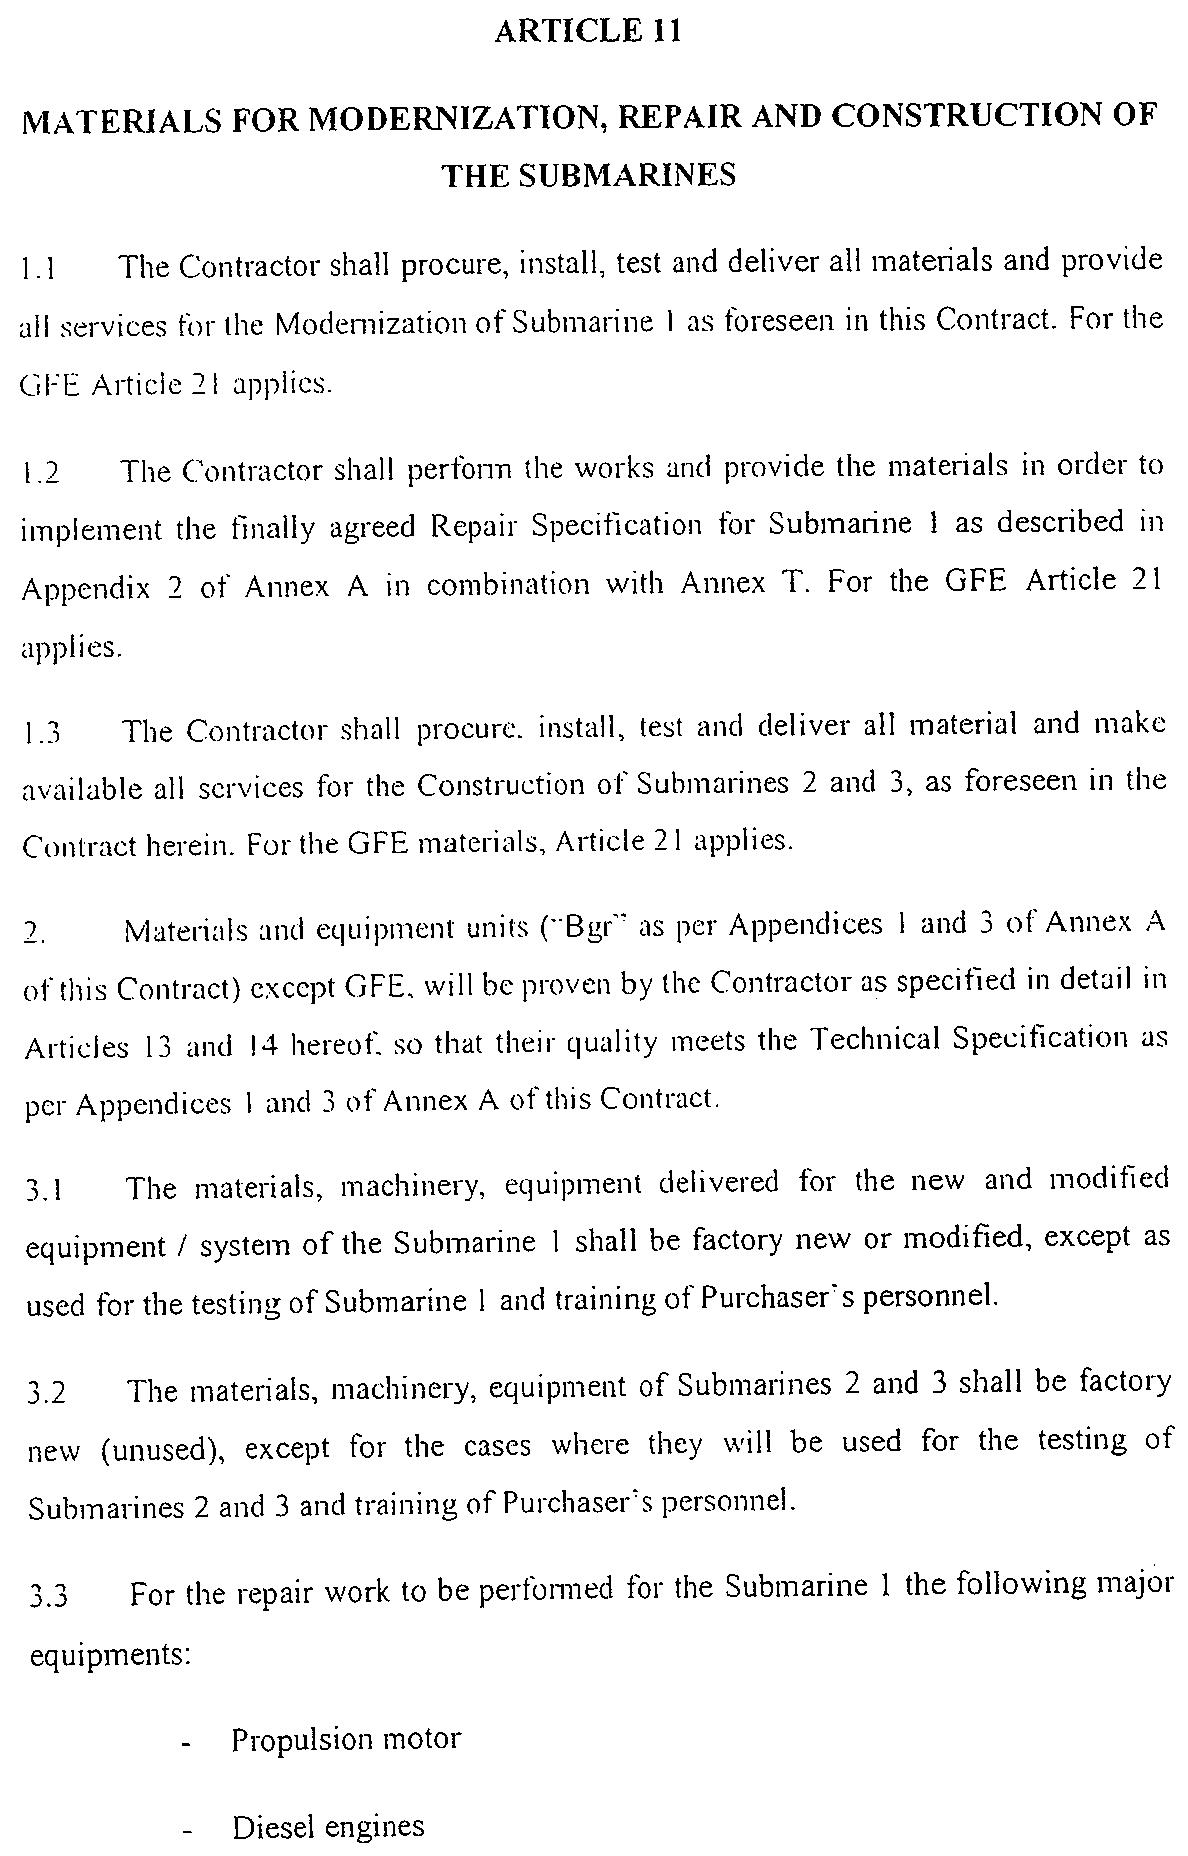 ARTICLE 11
MATERIALS FOR MODERNIZATION, REPAIR AND CONSTRUCTION OF
THE SUBMARINES
1.1 The Contractor shall procure, install, test and deliver all materials and provide
all services for the Modernization of Submarine 1 as foreseen in this Contract. For the
GFE Article 21 applies.
1.2 The Contractor shall perform the works and provide the materials in order to
implement the finally agreed Repair Specification for Submarine 1 as described in
Appendix 2 of Annex A in combination with Annex T. For the GFE Article 21
applies.
1.3 The Contractor shall procure, install, test and deliver all material and make
available all services for the Construction of Submarines 2 and 3, as foreseen in the
Contract herein. For the GFE materials, Article 21 applies.
2. Materials and equipment units ("Bgr" as per Appendices 1 and 3 of Annex A
of this Contract) except GFE, will be proven by the Contractor as specified in detail in
Articles 13 and 14 hereof, so that their quality meets the Technical Specification as
per Appendices 1 and 3 of Annex A of this Contract.
3.1 The materials, machinery, equipment delivered for the new and modified
equipment / system of the Submarine 1 shall be factory new or modified, except as
used for the testing of Submarine 1 and training of Purchaser's personnel.
3.2 The materials, machinery, equipment of Submarines 2 and 3 shall be factory
new (unused), except for the cases where they will be used for the testing of
Submarines 2 and 3 and training of Purchaser's personnel.
3.3 For the repair work to be performed for the Submarine 1 the following major
equipments:
- Propulsion motor
- Diesel engines